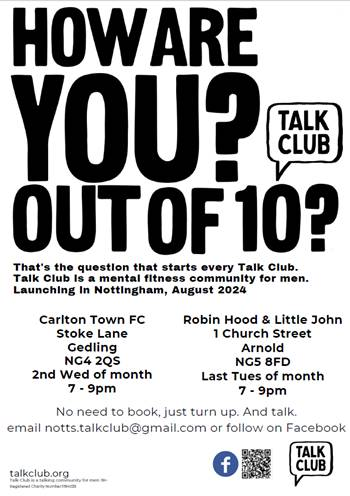 HOW ARE
YOU?
TALK
CLUB
OUT OF 10?
That's the question that starts every Talk Club.
Talk Club is a mental fitness community for men.
Launching in Nottingham, August 2024
Carlton Town FC
Stoke Lane
Gedling
NG4 2QS
2nd Wed of month
7 - 9pm
Robin Hood & Little John
1 Church Street
Arnold
NG5 8FD
Last Tues of month
7 - 9pm
No need to book, just turn up. And talk.
email notts.talkclub@gmail.com or follow on Facebook
f
TALK
CLUB
talkclub.org
Talk Club is a talking community for men 18+
Registered Charity Number